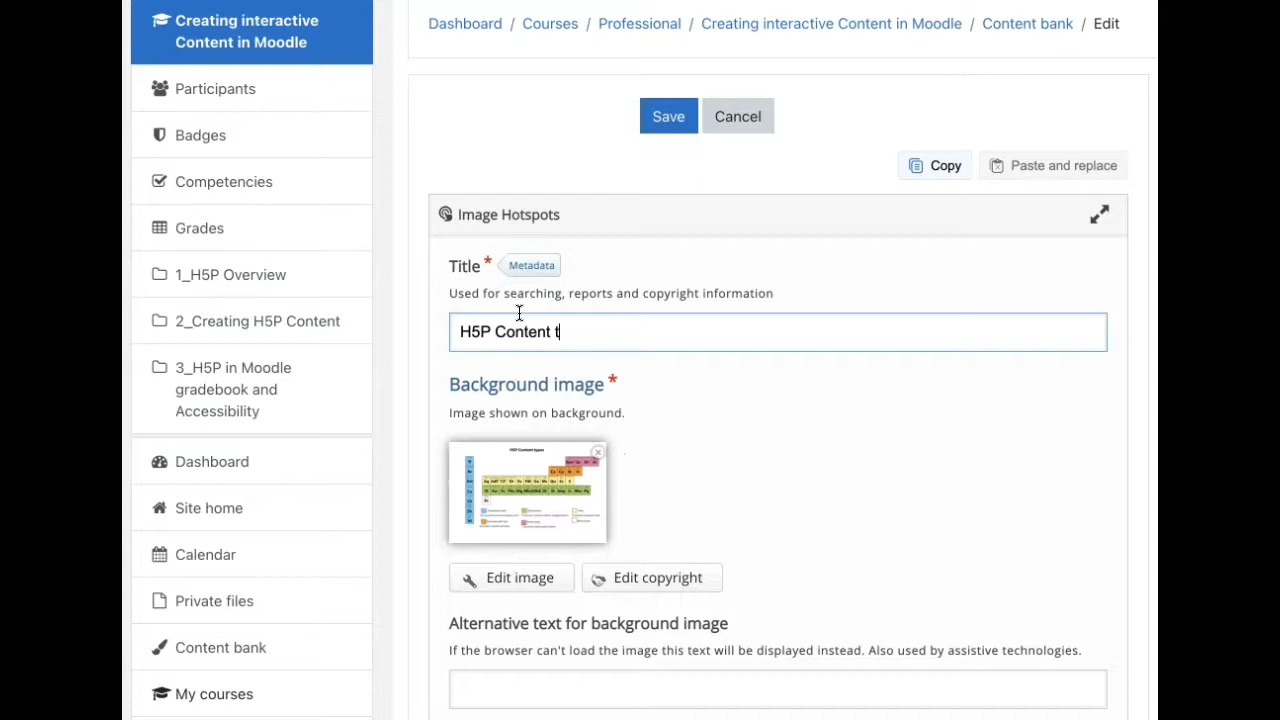 Creating interactive
Content in Moodle
Participants
Badges
Competencies
Grades
1_H5P Overview
2_Creating H5P Content
3_H5P in Moodle
gradebook and
Accessibility
Dashboard
Site home
Calendar
Private files
Content bank
My courses
Dashboard / Courses / Professional / Creating interactive Content in Moodle / Content bank / Edit
Save Cancel
Copy Paste and replace
Image Hotspots
Title * Metadata
Used for searching, reports and copyright information
H5P Content t
Background image *
Image shown on background.
H5P Content types
Edit image Edit copyright
Alternative text for background image
If the browser can't load the image this text will be displayed instead. Also used by assistive technologies.